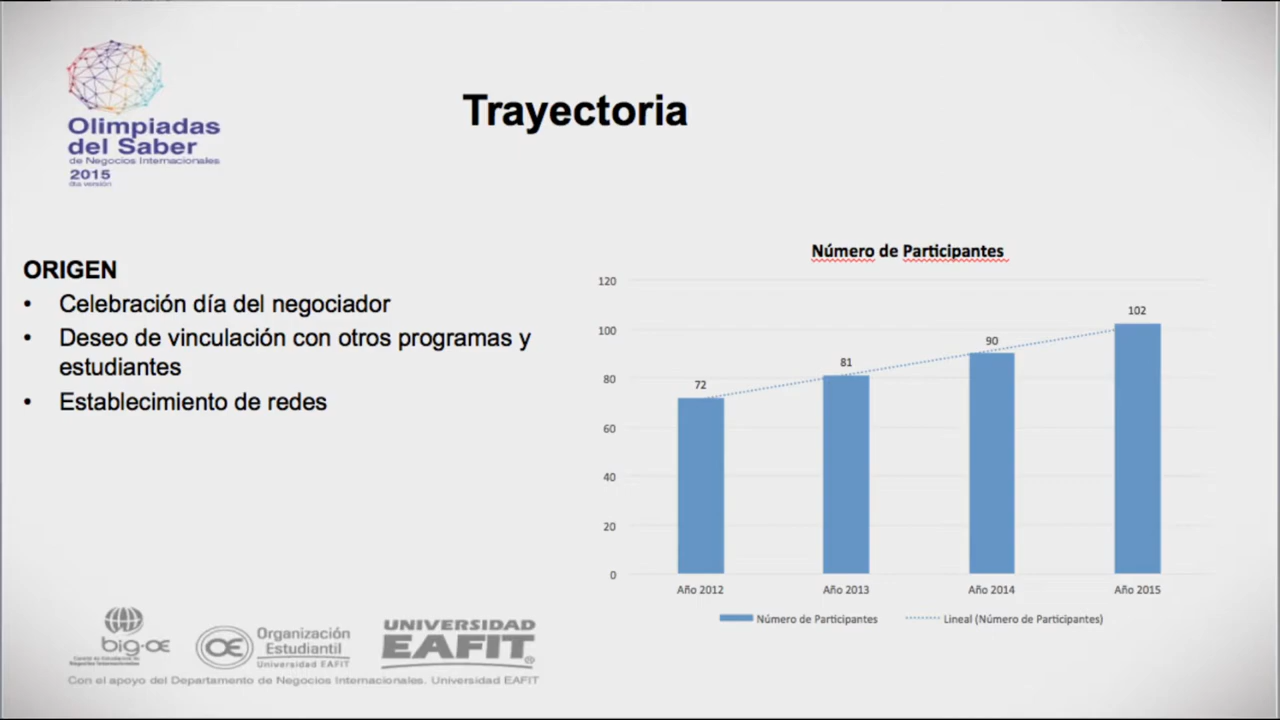 Olimpiadas
del Saber
de Negocios Internacionales
2015
Trayectoria
ORIGEN
• Celebración día del negociador
• Deseo de vinculación con otros programas y
estudiantes
• Establecimiento de redes
Número de Participantes
120
100
80
60
40
20
0
72
81
90
102
Año 2012
Año 2013
Año 2014
Año 2015
Número de Participantes
Lineal (Número de Participantes)
big-œ
Negocios Internacionales
OE
Organización
Estudiantil
Universidad EAFIT
UNIVERSIDAD
EAFIT
Con el apoyo del Departamento de Negocios Internacionales. Universidad EAFIT